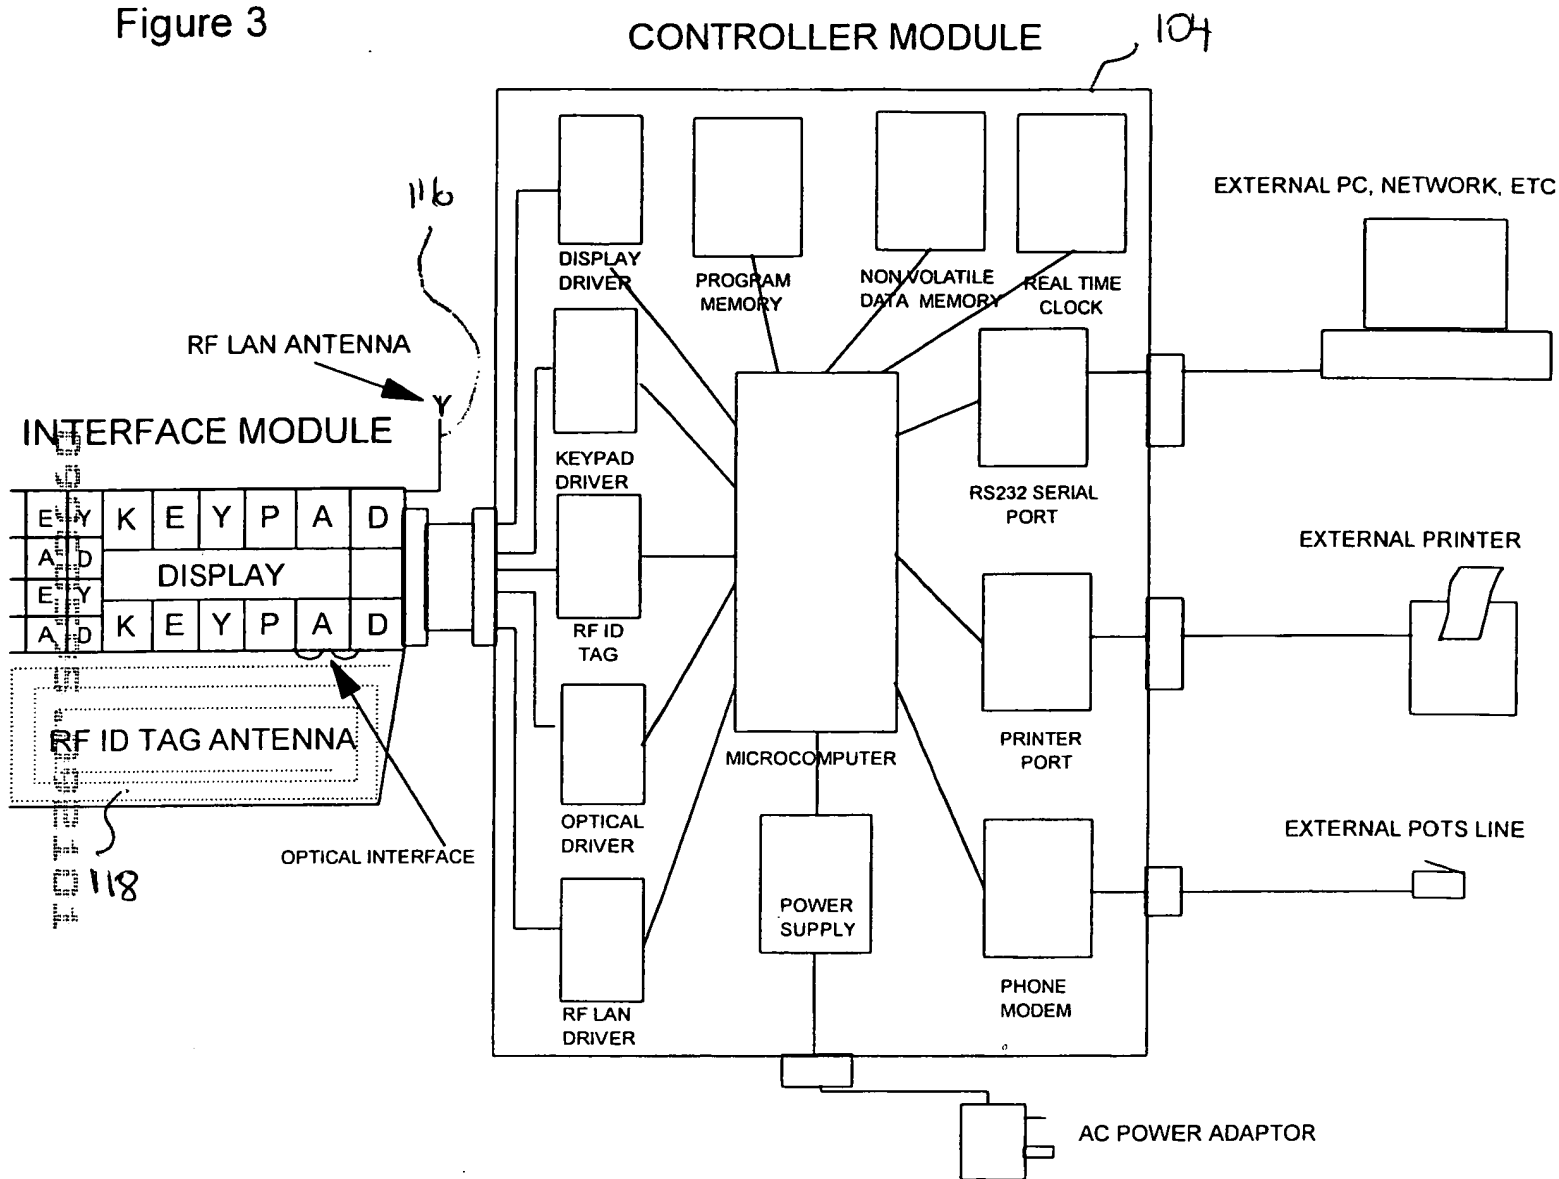 Figure 3
CONTROLLER MODULE
104
116
EXTERNAL PC, NETWORK, ETC
DISPLAY
DRIVER
PROGRAM
MEMORY
NON VOLATILE
DATA MEMORY
REAL TIME
CLOCK
RF LAN ANTENNA
Y
INTERFACE MODULE
KEYPAD
DRIVER
RS232 SERIAL
PORT
E Y K E Y P A D
A D DISPLAY
E Y
A D K E Y P A D
EXTERNAL PRINTER
RF ID
TAG
RF ID TAG ANTENNA
MICROCOMPUTER
PRINTER
PORT
OPTICAL
DRIVER
OPTICAL INTERFACE
118
EXTERNAL POTS LINE
POWER
SUPPLY
PHONE
MODEM
RF LAN
DRIVER
AC POWER ADAPTOR